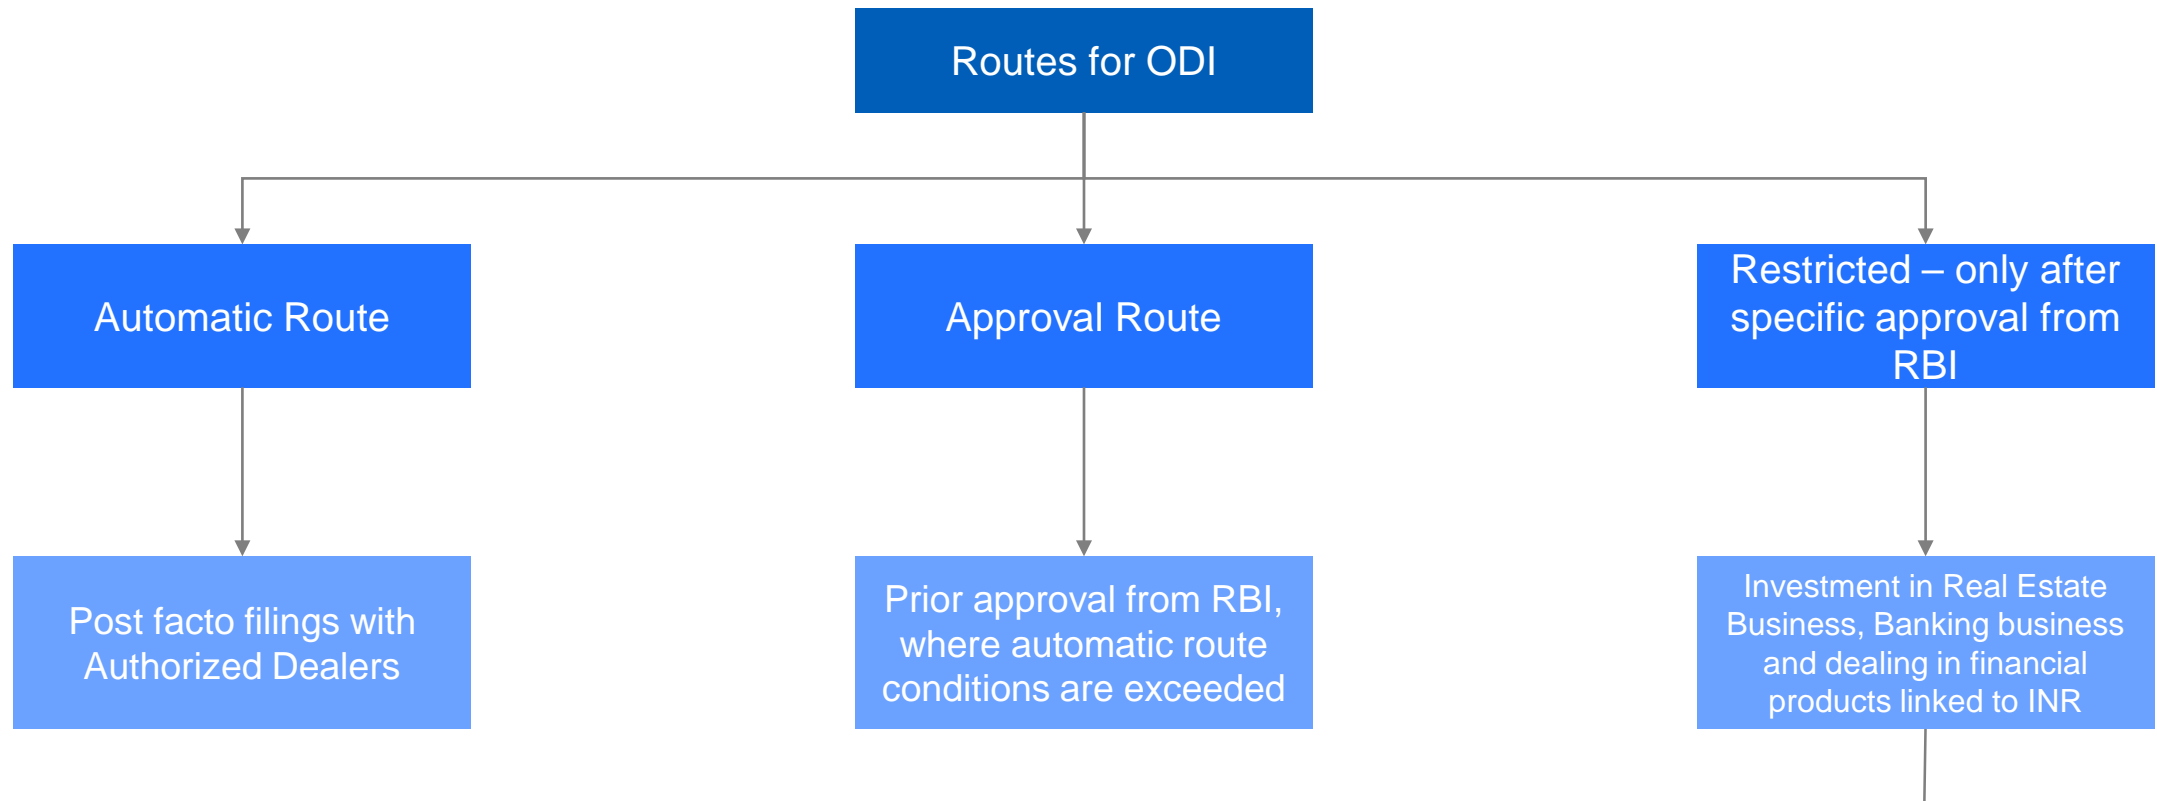 Routes for ODI
Automatic Route
Approval Route
Restricted – only after
specific approval from
RBI
Post facto filings with
Authorized Dealers
Prior approval from RBI,
where automatic route
conditions are exceeded
Investment in Real Estate
Business, Banking business
and dealing in financial
products linked to INR